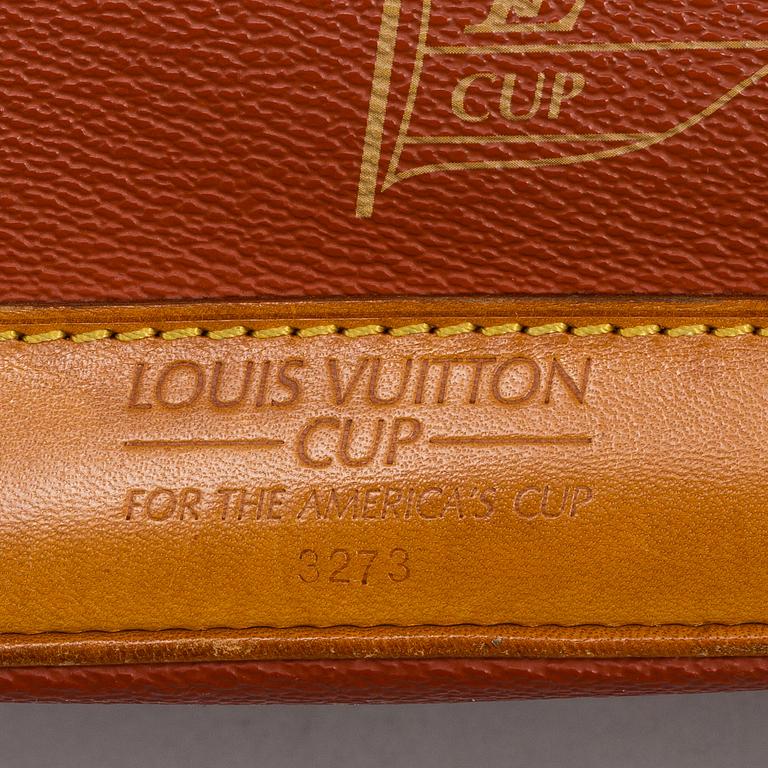 CUP
LOUIS VUITTON
CUP
FOR THE AMERICA'S CUP
3273